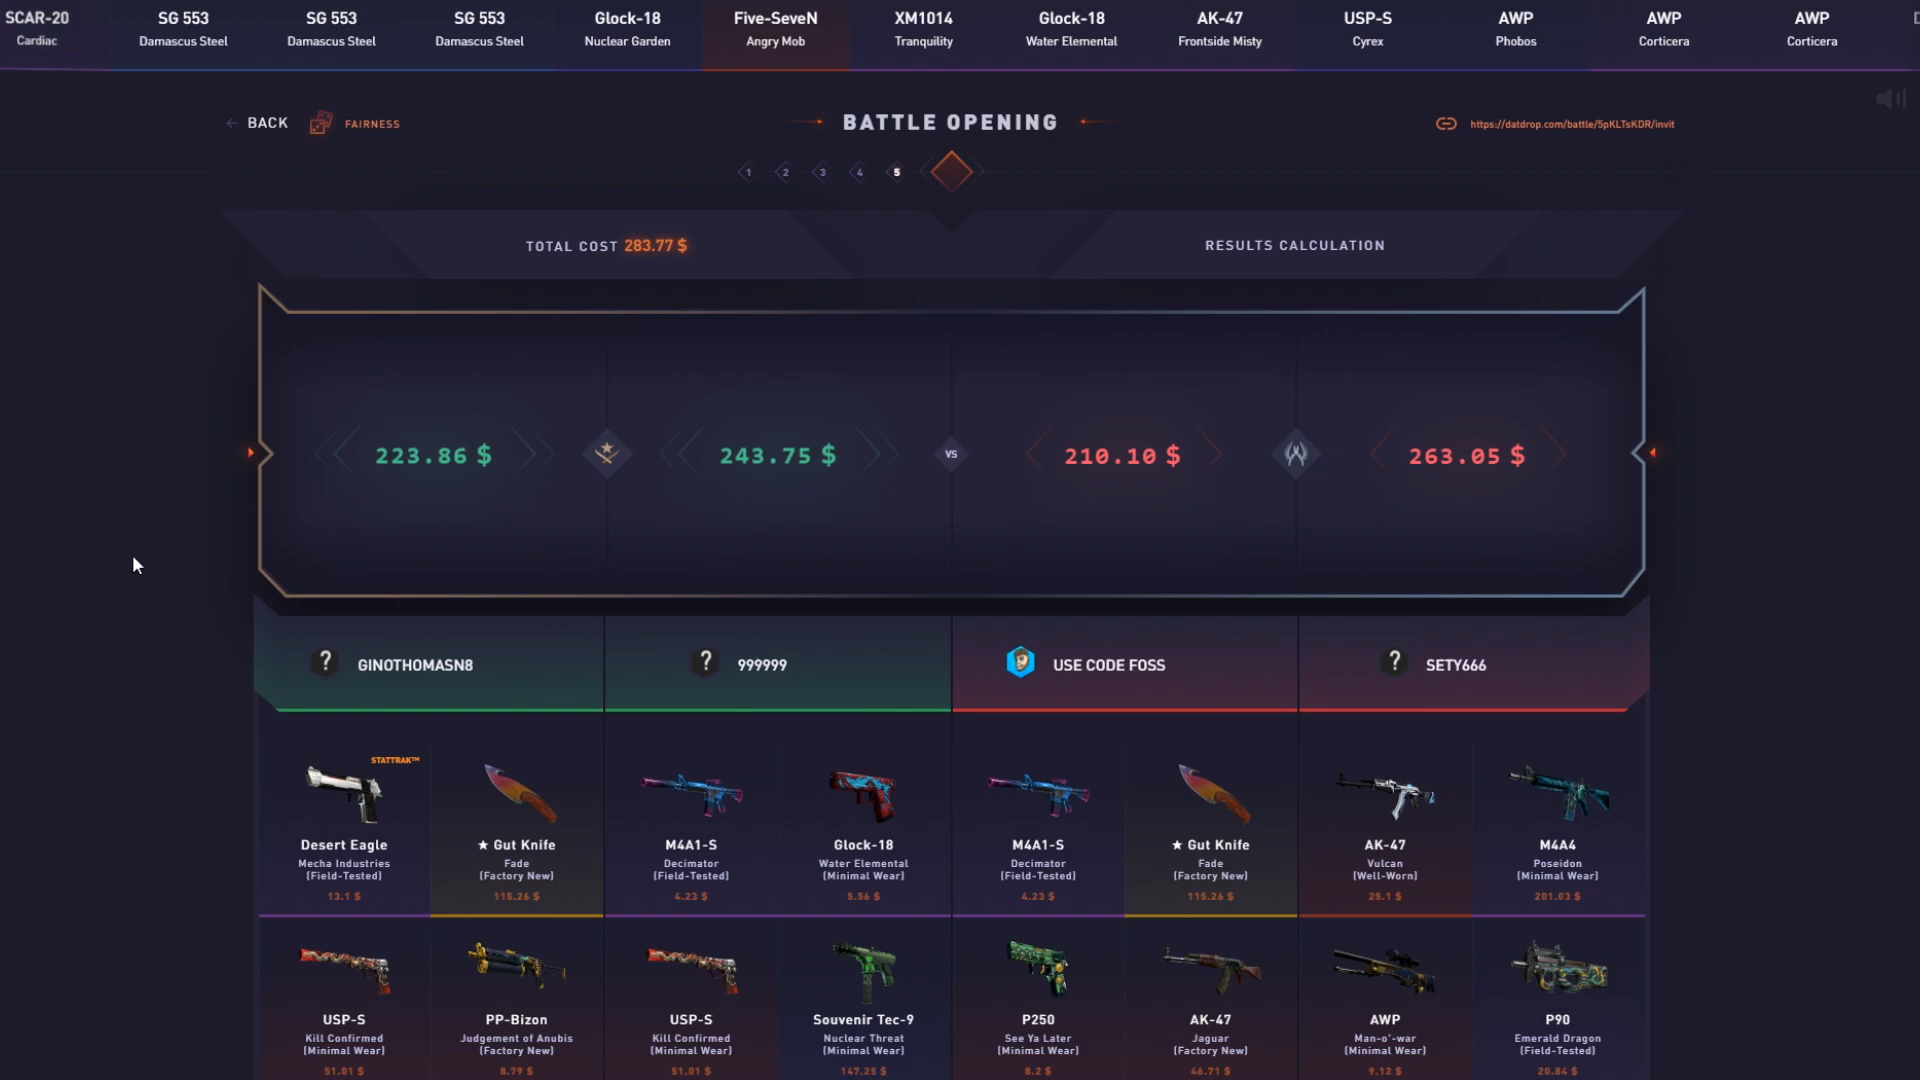 SCAR-20
Cardiac
SG 553
Damascus Steel
SG 553
Damascus Steel
SG 553
Damascus Steel
Glock-18
Nuclear Garden
Five-SeveN
Angry Mob
XM1014
Tranquility
Glock-18
Water Elemental
AK-47
Frontside Misty
USP-S
Cyrex
AWP
Phobos
AWP
Corticera
AWP
Corticera
BACK
FAIRNESS
BATTLE OPENING
https://datdrop.com/battle/5pKLTsKDR/invit
1 2 3 4 5
TOTAL COST 283.77 $
RESULTS CALCULATION
223.86 $
243.75 $
VS
210.10 $
263.05 $
? GINOTHOMASN8
? 999999
USE CODE FOSS
? SETY666
STATTRAK™
Desert Eagle
Mecha Industries
(Field-Tested)
13.1 $
★ Gut Knife
Fade
(Factory New)
115.26 $
M4A1-S
Decimator
(Field-Tested)
4.23 $
Glock-18
Water Elemental
(Minimal Wear)
5.56 $
M4A1-S
Decimator
(Field-Tested)
4.23 $
★ Gut Knife
Fade
(Factory New)
115.26 $
AK-47
Vulcan
(Well-Worn)
25.1 $
M4A4
Poseidon
(Minimal Wear)
201.03 $
USP-S
Kill Confirmed
(Minimal Wear)
51.01 $
PP-Bizon
Judgement of Anubis
(Factory New)
8.79 $
USP-S
Kill Confirmed
(Minimal Wear)
51.01 $
Souvenir Tec-9
Nuclear Threat
(Minimal Wear)
147.25 $
P250
See Ya Later
(Minimal Wear)
8.2 $
AK-47
Jaguar
(Factory New)
46.71 $
AWP
Man-o'-war
(Minimal Wear)
9.12 $
P90
Emerald Dragon
(Field-Tested)
20.84 $